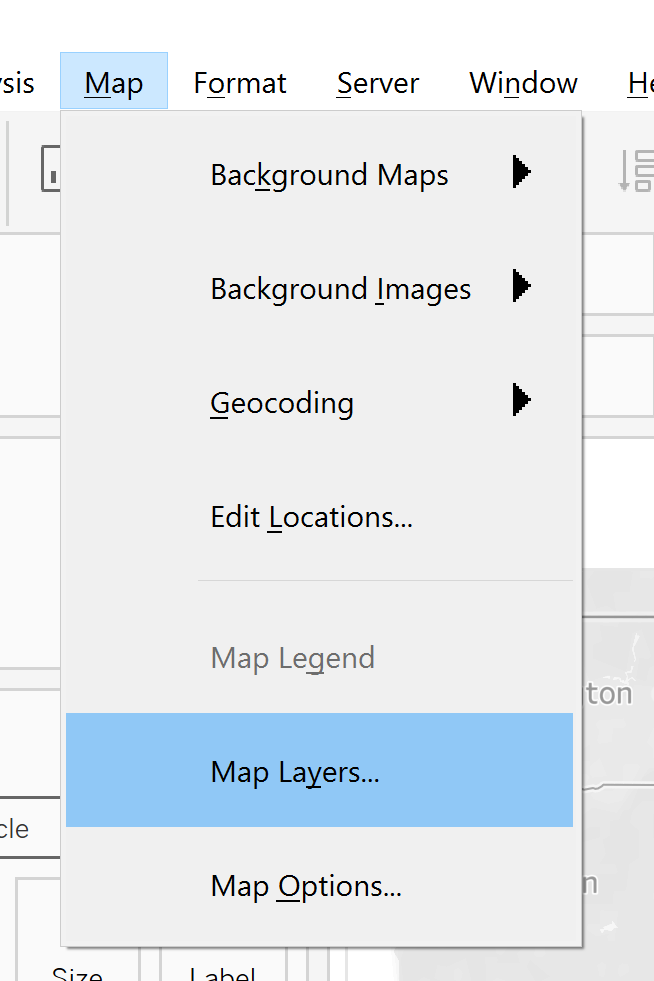 Map Format Server Window
Background Maps
Background Images
Geocoding
Edit Locations...
Map Legend
Map Layers...
Map Options...
Size Label